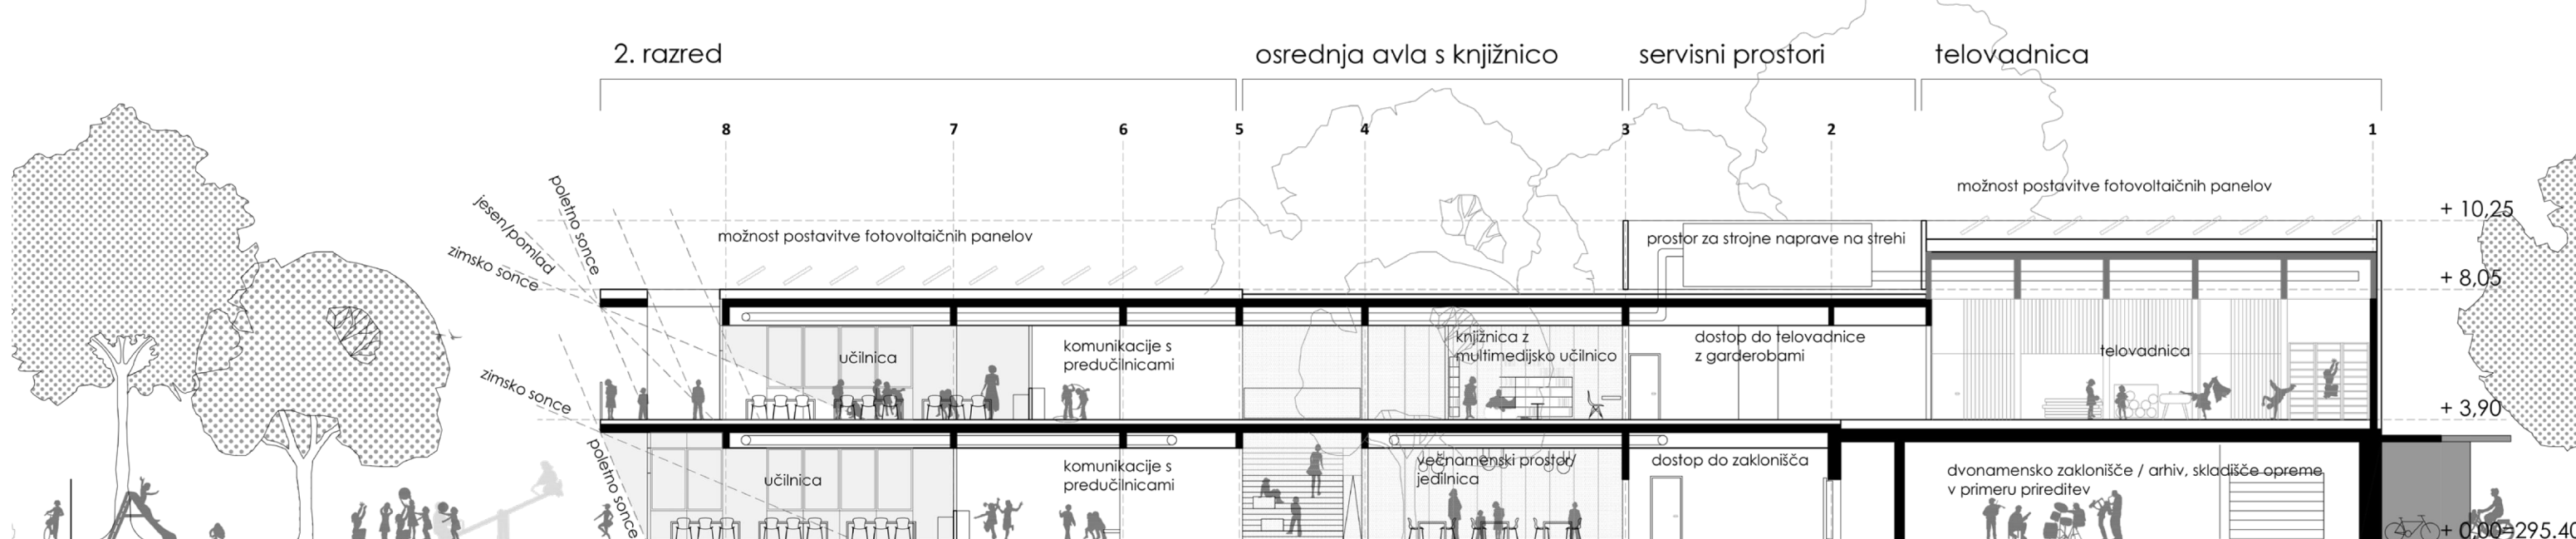 2. razred
osrednja avla s knjižnico
servisni prostori
telovadnica
8
7
6
5
4
3
2
1
poletno sonce
jesen/pomlad
zimsko sonce
možnost postavitve fotovoltaičnih panelov
prostor za strojne naprave na strehi
možnost postavitve fotovoltaičnih panelov
+ 10,25
+ 8,05
učilnica
komunikacije s
predučilnicami
knjižnica z
multimedijsko učilnico
dostop do telovadnice
z garderobami
telovadnica
+ 3,90
zimsko sonce
poletno sonce
učilnica
komunikacije s
predučilnicami
večnamenski prostor/
jedilnica
dostop do zaklonišča
dvonamensko zaklonišče / arhiv, skladišče opreme
v primeru prireditev
+ 0,00=295.40